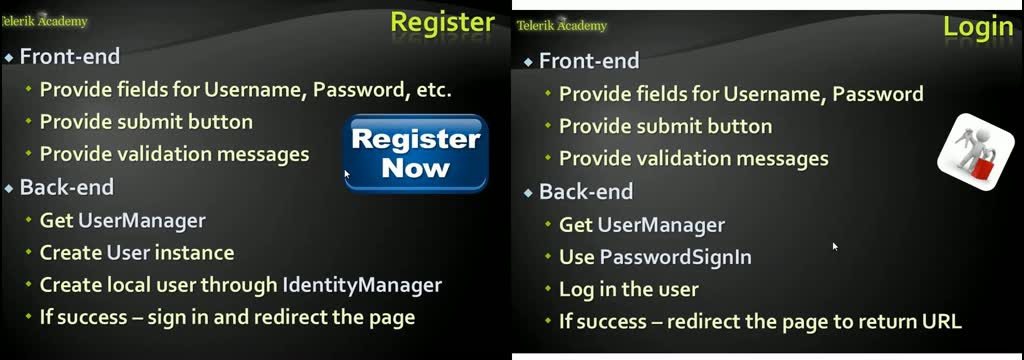 Telerik Academy
Register
Front-end
Provide fields for Username, Password, etc.
Provide submit button
Provide validation messages
Register
Now
Back-end
Get UserManager
Create User instance
Create local user through IdentityManager
If success – sign in and redirect the page
Telerik Academy
Login
Front-end
Provide fields for Username, Password
Provide submit button
Provide validation messages
Back-end
Get UserManager
Use PasswordSignIn
Log in the user
If success – redirect the page to return URL